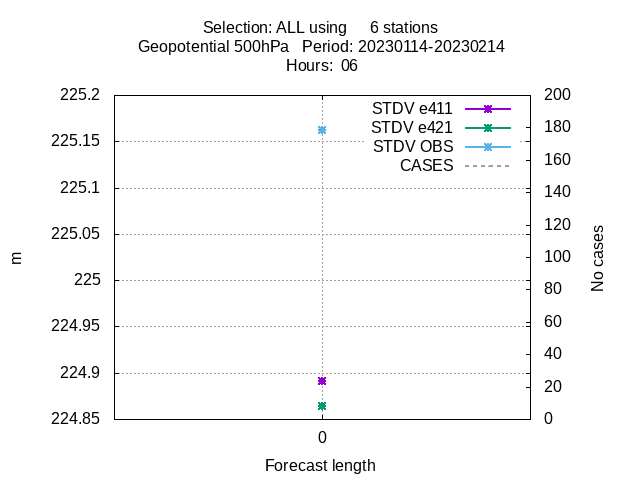 Selection: ALL using     6 stations
Geopotential 500hPa   Period: 20230114-20230214
Hours:  06
225.2
225.15
225.1
225.05
225
224.95
224.9
224.85
m
STDV e411
STDV e421
STDV OBS
CASES
200
180
160
140
120
100
80
60
40
20
0
No cases
0
Forecast length